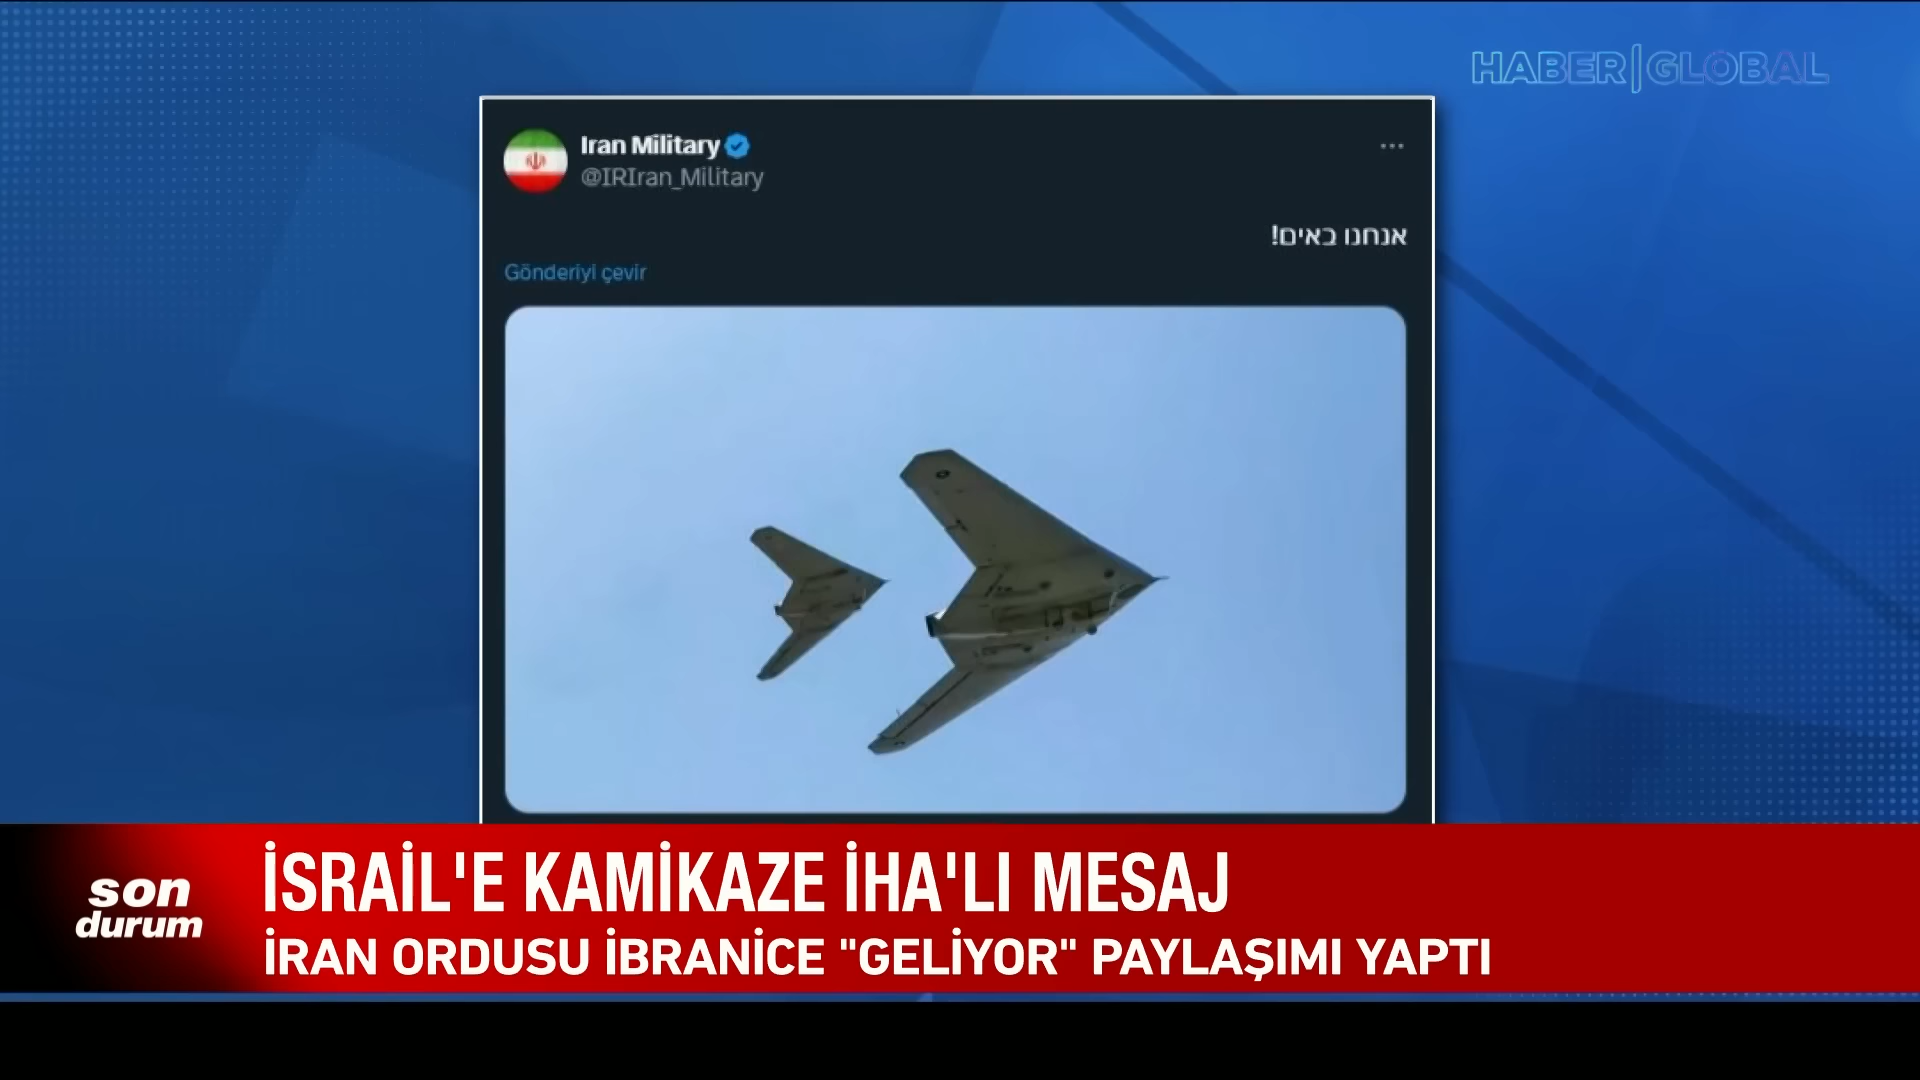 HABER|GLOBAL
Iran Military
@IRIran_Military
אנחנו באים!
Gönderiyi çevir
son
durum
İSRAİL'E KAMİKAZE İHA'LI MESAJ
İRAN ORDUSU İBRANİCE "GELİYOR" PAYLAŞIMI YAPTI